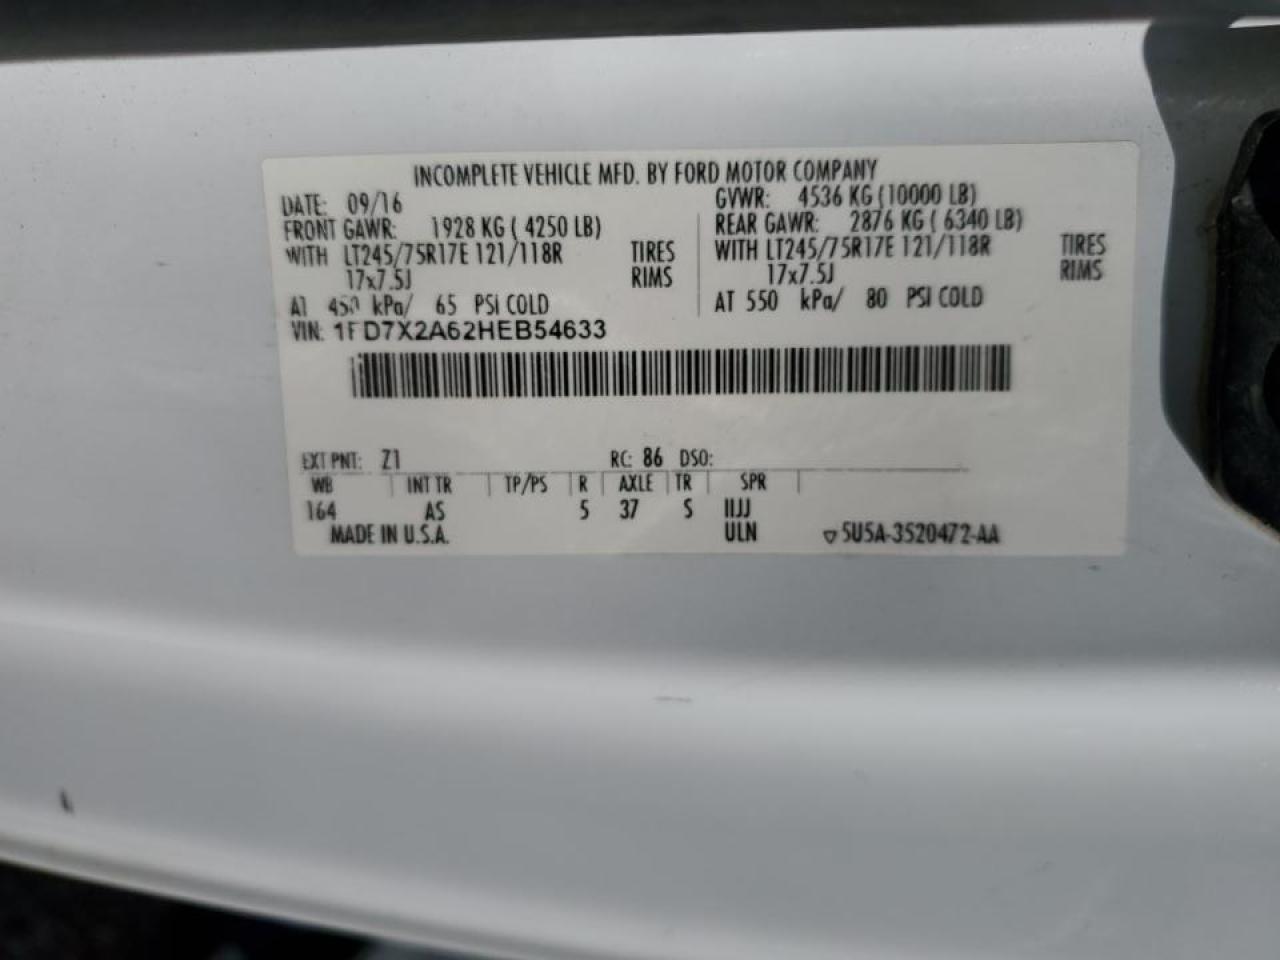 INCOMPLETE VEHICLE MFD. BY FORD MOTOR COMPANY
DATE: 09/16
GVWR: 4536 KG (10000 LB)
FRONT GAWR: 1928 KG ( 4250 LB)
REAR GAWR: 2876 KG ( 6340 LB)
WITH LT245/75R17E 121/118R TIRES
WITH LT245/75R17E 121/118R TIRES
17x7.5J RIMS
17x7.5J RIMS
AT 450 kPa/ 65 PSI COLD
AT 550 kPa/ 80 PSI COLD
VIN: 1FD7X2A62HEB54633
EXT PNT: Z1 RC: 86 DSO:
WB INT TR TP/PS R AXLE TR SPR
164 AS 5 37 S IIJJ
MADE IN U.S.A. ULN 5U5A-3520472-AA